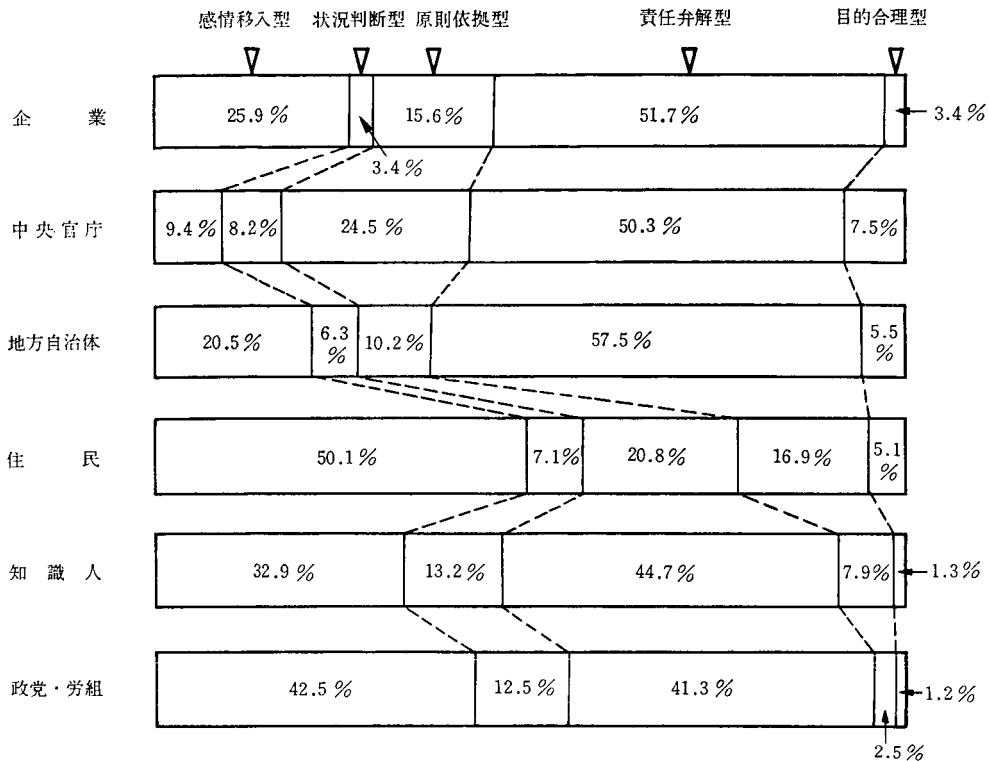 感情移入型 状況判断型 原則依拠型 責任弁解型 目的合理型
企業 25.9% 3.4% 15.6% 51.7% 3.4%
中央官庁 9.4% 8.2% 24.5% 50.3% 7.5%
地方自治体 20.5% 6.3% 10.2% 57.5% 5.5%
住民 50.1% 7.1% 20.8% 16.9% 5.1%
知識人 32.9% 13.2% 44.7% 7.9% 1.3%
政党・労組 42.5% 12.5% 41.3% 2.5% 1.2%